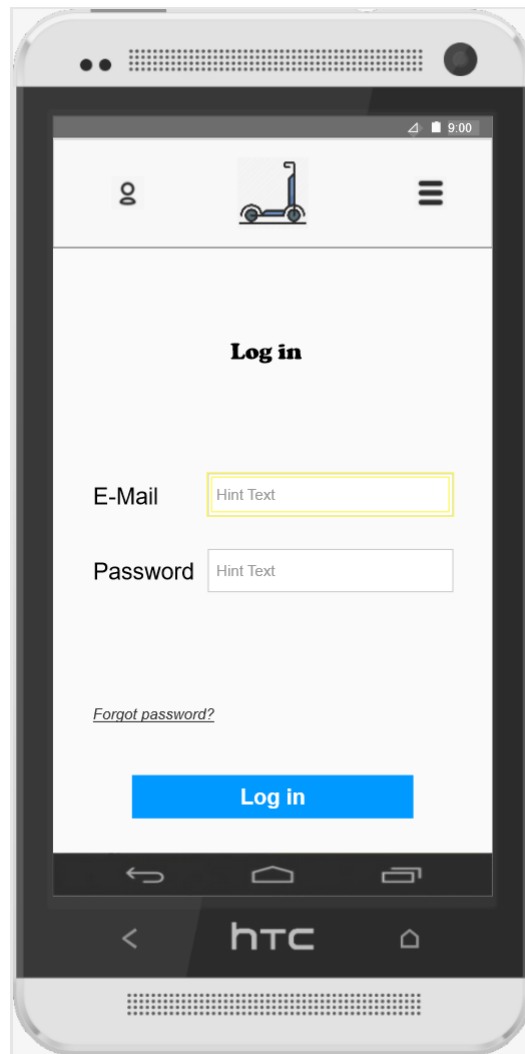 9:00
Log in
E-Mail Hint Text
Password Hint Text
Forgot password?
Log in
hTC